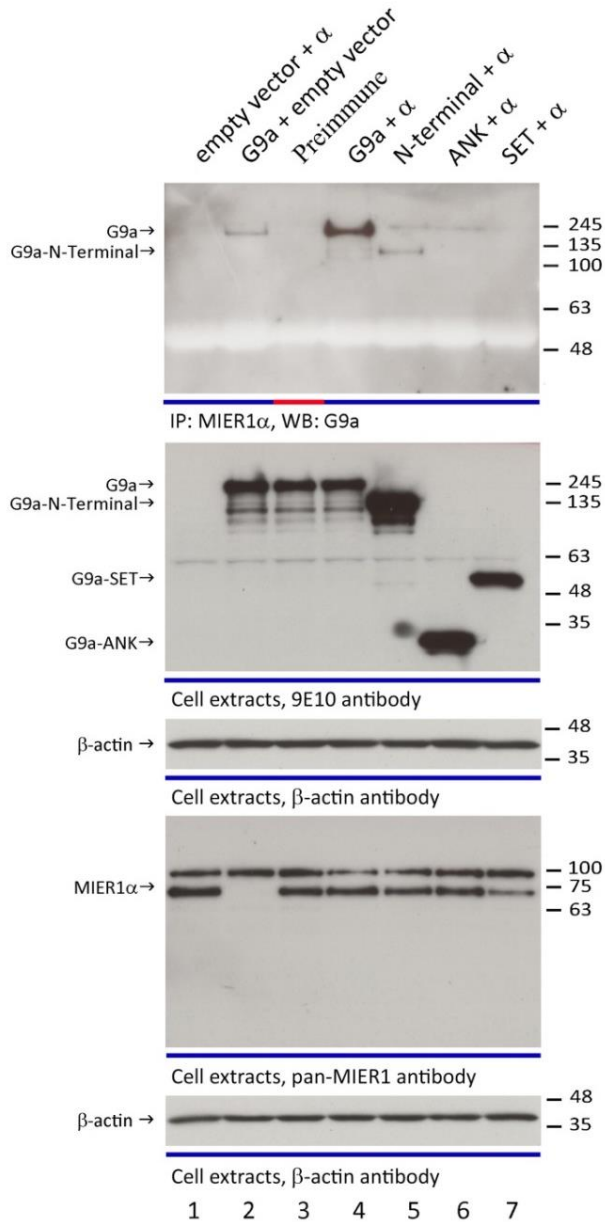 empty vector + α
G9a + empty vector
Preimmune
G9a + α
N-terminal + α
ANK + α
SET + α
G9a→
G9a-N-Terminal→
245
135
100
63
48
IP: MIER1α, WB: G9a
G9a→
G9a-N-Terminal→
G9a-SET→
G9a-ANK→
245
135
63
48
35
Cell extracts, 9E10 antibody
β-actin →
48
35
Cell extracts, β-actin antibody
MIER1α→
100
75
63
Cell extracts, pan-MIER1 antibody
β-actin →
48
35
Cell extracts, β-actin antibody
1 2 3 4 5 6 7